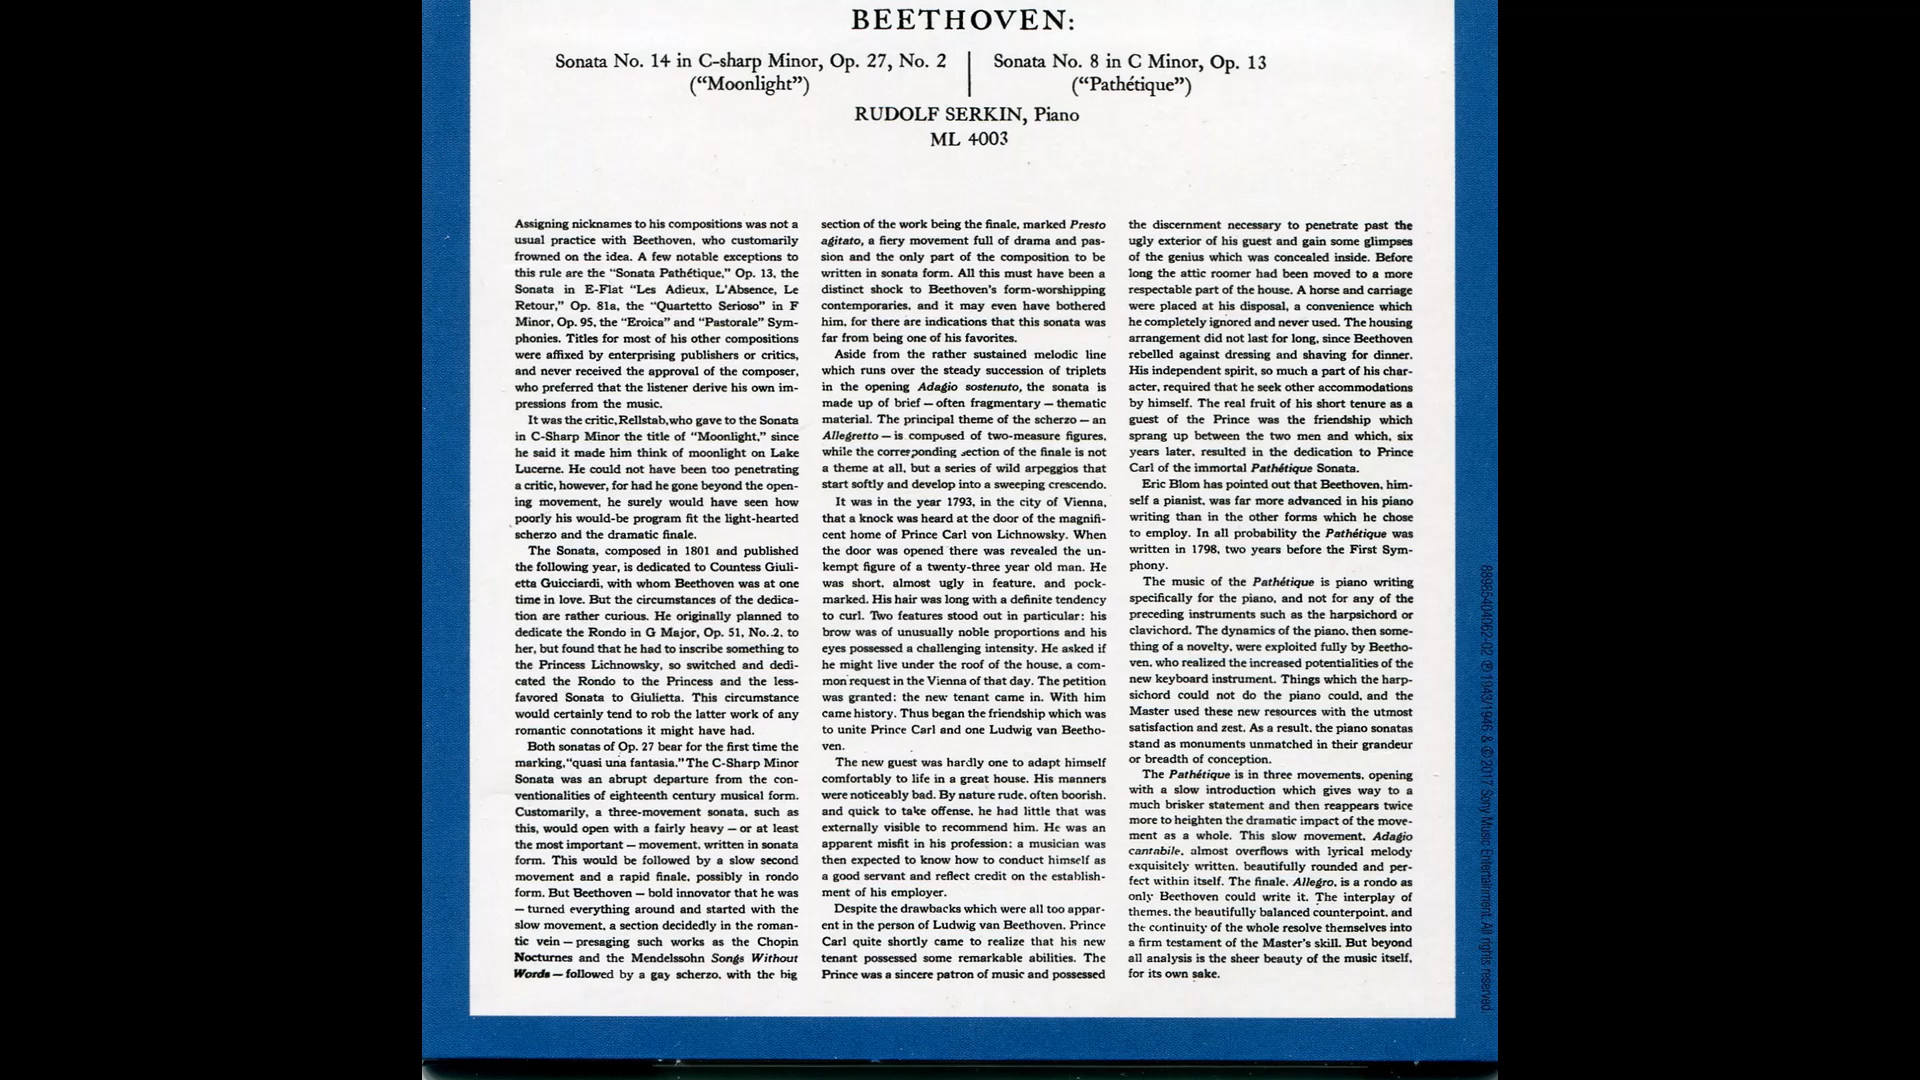 BEETHOVEN:
Sonata No. 14 in C-sharp Minor, Op. 27, No. 2
("Moonlight")
Sonata No. 8 in C Minor, Op. 13
("Pathétique")
RUDOLF SERKIN, Piano
ML 4003
Assigning nicknames to his compositions was not a
usual practice with Beethoven, who customarily
frowned on the idea. A few notable exceptions to
this rule are the "Sonata Pathétique," Op. 13, the
Sonata in E-Flat "Les Adieux, L'Absence, Le
Retour," Op. 81a, the "Quartetto Serioso" in F
Minor, Op. 95, the "Eroica" and "Pastorale" Sym-
phonies. Titles for most of his other compositions
were affixed by enterprising publishers or critics,
and never received the approval of the composer,
who preferred that the listener derive his own im-
pressions from the music.
It was the critic, Rellstab, who gave to the Sonata
in C-Sharp Minor the title of "Moonlight," since
he said it made him think of moonlight on Lake
Lucerne. He could not have been too penetrating
a critic, however, for had he gone beyond the open-
ing movement, he surely would have seen how
poorly his would-be program fit the light-hearted
scherzo and the dramatic finale.
The Sonata, composed in 1801 and published
the following year, is dedicated to Countess Giuli-
etta Guicciardi, with whom Beethoven was at one
time in love. But the circumstances of the dedica-
tion are rather curious. He originally planned to
dedicate the Rondo in G Major, Op. 51, No. 2, to
her, but found that he had to inscribe something to
the Princess Lichnowsky, so switched and dedi-
cated the Rondo to the Princess and the less-
favored Sonata to Giulietta. This circumstance
would certainly tend to rob the latter work of any
romantic connotations it might have had.
Both sonatas of Op. 27 bear for the first time the
marking, "quasi una fantasia." The C-Sharp Minor
Sonata was an abrupt departure from the con-
ventionalities of eighteenth century musical form.
Customarily, a three-movement sonata, such as
this, would open with a fairly heavy — or at least
the most important — movement, written in sonata
form. This would be followed by a slow second
movement and a rapid finale, possibly in rondo
form. But Beethoven — bold innovator that he was
— turned everything around and started with the
slow movement, a section decidedly in the roman-
tic vein — presaging such works as the Chopin
Nocturnes and the Mendelssohn Songs Without
Words — followed by a gay scherzo, with the big
section of the work being the finale, marked Presto
agitato, a fiery movement full of drama and pas-
sion and the only part of the composition to be
written in sonata form. All this must have been a
distinct shock to Beethoven's form-worshipping
contemporaries, and it may even have bothered
him, for there are indications that this sonata was
far from being one of his favorites.
Aside from the rather sustained melodic line
which runs over the steady succession of triplets
in the opening Adagio sostenuto, the sonata is
made up of brief — often fragmentary — thematic
material. The principal theme of the scherzo — an
Allegretto — is composed of two-measure figures,
while the corresponding section of the finale is not
a theme at all, but a series of wild arpeggios that
start softly and develop into a sweeping crescendo.
It was in the year 1793, in the city of Vienna,
that a knock was heard at the door of the magnifi-
cent home of Prince Carl von Lichnowsky. When
the door was opened there was revealed the un-
kempt figure of a twenty-three year old man. He
was short, almost ugly in feature, and pock-
marked. His hair was long with a definite tendency
to curl. Two features stood out in particular: his
brow was of unusually noble proportions and his
eyes possessed a challenging intensity. He asked if
he might live under the roof of the house, a com-
mon request in the Vienna of that day. The petition
was granted; the new tenant came in. With him
came history. Thus began the friendship which was
to unite Prince Carl and one Ludwig van Beetho-
ven.
The new guest was hardly one to adapt himself
comfortably to life in a great house. His manners
were noticeably bad. By nature rude, often boorish,
and quick to take offense, he had little that was
externally visible to recommend him. He was an
apparent misfit in his profession; a musician was
then expected to know how to conduct himself as
a good servant and reflect credit on the establish-
ment of his employer.
Despite the drawbacks which were all too appar-
ent in the person of Ludwig van Beethoven, Prince
Carl quite shortly came to realize that his new
tenant possessed some remarkable abilities. The
Prince was a sincere patron of music and possessed
the discernment necessary to penetrate past the
ugly exterior of his guest and gain some glimpses
of the genius which was concealed inside. Before
long the attic roomer had been moved to a more
respectable part of the house. A horse and carriage
were placed at his disposal, a convenience which
he completely ignored and never used. The housing
arrangement did not last for long, since Beethoven
rebelled against dressing and shaving for dinner.
His independent spirit, so much a part of his char-
acter, required that he seek other accommodations
by himself. The real fruit of his short tenure as a
guest of the Prince was the friendship which
sprang up between the two men and which, six
years later, resulted in the dedication to Prince
Carl of the immortal Pathétique Sonata.
Eric Blom has pointed out that Beethoven, him-
self a pianist, was far more advanced in his piano
writing than in the other forms which he chose
to employ. In all probability the Pathétique was
written in 1798, two years before the First Sym-
phony.
The music of the Pathétique is piano writing
specifically for the piano, and not for any of the
preceding instruments such as the harpsichord or
clavichord. The dynamics of the piano, then some-
thing of a novelty, were exploited fully by Beetho-
ven, who realized the increased potentialities of the
new keyboard instrument. Things which the harp-
sichord could not do the piano could, and the
Master used these new resources with the utmost
satisfaction and zest. As a result, the piano sonatas
stand as monuments unmatched in their grandeur
or breadth of conception.
The Pathétique is in three movements, opening
with a slow introduction which gives way to a
much brisker statement and then reappears twice
more to heighten the dramatic impact of the move-
ment as a whole. This slow movement, Adagio
cantabile, almost overflows with lyrical melody
exquisitely written, beautifully rounded and per-
fect within itself. The finale, Allegro, is a rondo as
only Beethoven could write it. The interplay of
themes, the beautifully balanced counterpoint, and
the continuity of the whole resolve themselves into
a firm testament of the Master's skill. But beyond
all analysis is the sheer beauty of the music itself,
for its own sake.
88985404062-02 ℗ 1943/1946 & © 2017 Sony Music Entertainment. All rights reserved.